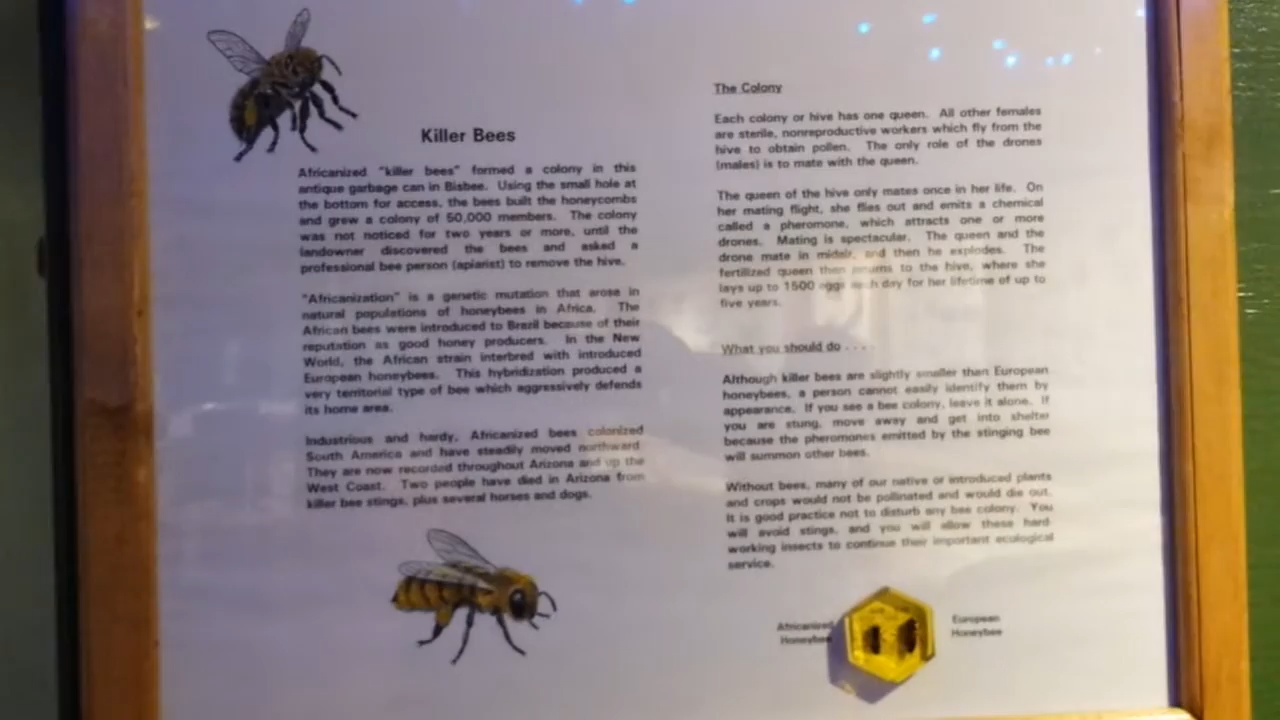 Killer Bees
Africanized "killer bees" formed a colony in this
antique garbage can in Bisbee. Using the small hole at
the bottom for access, the bees built the honeycombs
and grew a colony of 50,000 members. The colony
was not noticed for two years or more, until the
landowner discovered the bees and asked a
professional bee person (apiarist) to remove the hive.
"Africanization" is a genetic mutation that arose in
natural populations of honeybees in Africa. The
African bees were introduced to Brazil because of their
reputation as good honey producers. In the New
World, the African strain interbred with introduced
European honeybees. This hybridization produced a
very territorial type of bee which aggressively defends
its home area.
Industrious and hardy, Africanized bees colonized
South America and have steadily moved northward.
They are now recorded throughout Arizona and up the
West Coast. Two people have died in Arizona from
killer bee stings, plus several horses and dogs.
The Colony
Each colony or hive has one queen. All other females
are sterile, nonreproductive workers which fly from the
hive to obtain pollen. The only role of the drones
(males) is to mate with the queen.
The queen of the hive only mates once in her life. On
her mating flight, she flies out and emits a chemical
called a pheromone, which attracts one or more
drones. Mating is spectacular. The queen and the
drone mate in midair, and then he explodes. The
fertilized queen then returns to the hive, where she
lays up to 1500 eggs each day for her lifetime of up to
five years.
What you should do ....
Although killer bees are slightly smaller than European
honeybees, a person cannot easily identify them by
appearance. If you see a bee colony, leave it alone. If
you are stung, move away and get into shelter
because the pheromones emitted by the stinging bee
will summon other bees.
Without bees, many of our native or introduced plants
and crops would not be pollinated and would die out.
It is good practice not to disturb any bee colony. You
will avoid stings, and you will allow these hard-
working insects to continue their important ecological
service.
Africanized European
Honeybee Honeybee